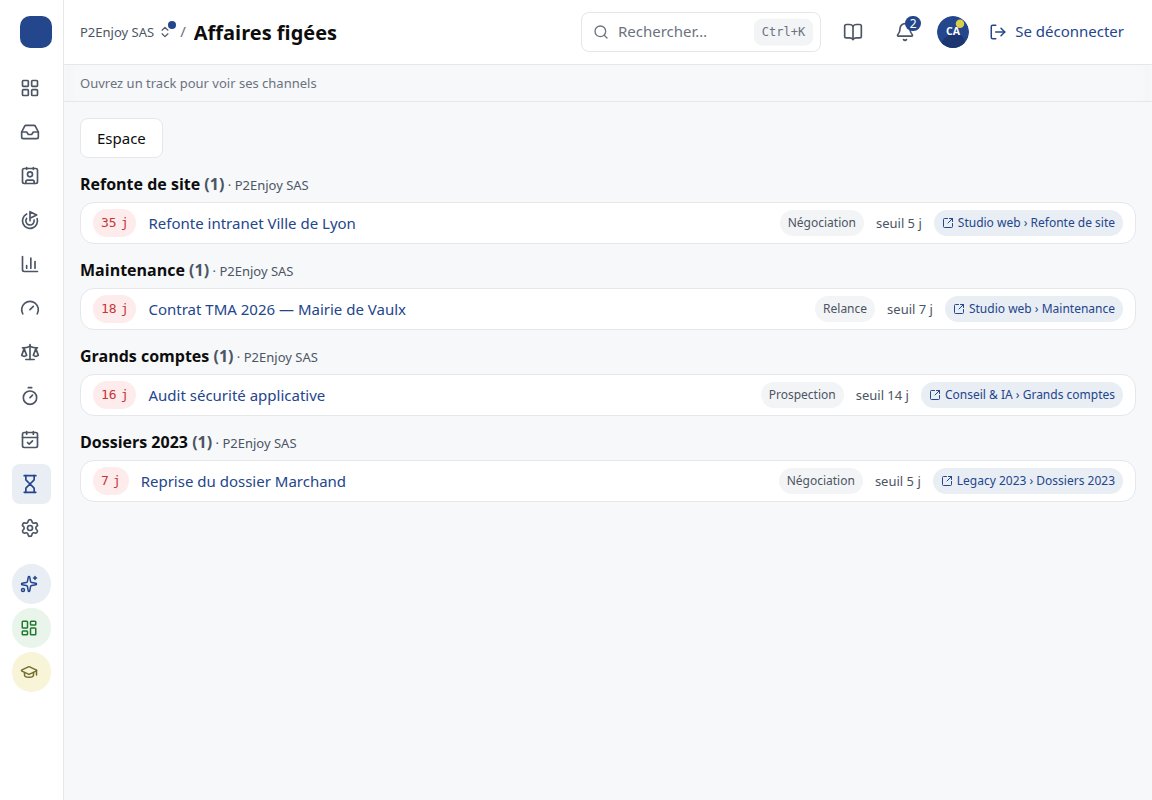 P2Enjoy SAS / Affaires figées
Rechercher... Ctrl+K
2
CA
Se déconnecter
Ouvrez un track pour voir ses channels
Espace
Refonte de site (1) · P2Enjoy SAS
35 j Refonte intranet Ville de Lyon Négociation seuil 5 j Studio web › Refonte de site
Maintenance (1) · P2Enjoy SAS
18 j Contrat TMA 2026 — Mairie de Vaulx Relance seuil 7 j Studio web › Maintenance
Grands comptes (1) · P2Enjoy SAS
16 j Audit sécurité applicative Prospection seuil 14 j Conseil & IA › Grands comptes
Dossiers 2023 (1) · P2Enjoy SAS
7 j Reprise du dossier Marchand Négociation seuil 5 j Legacy 2023 › Dossiers 2023